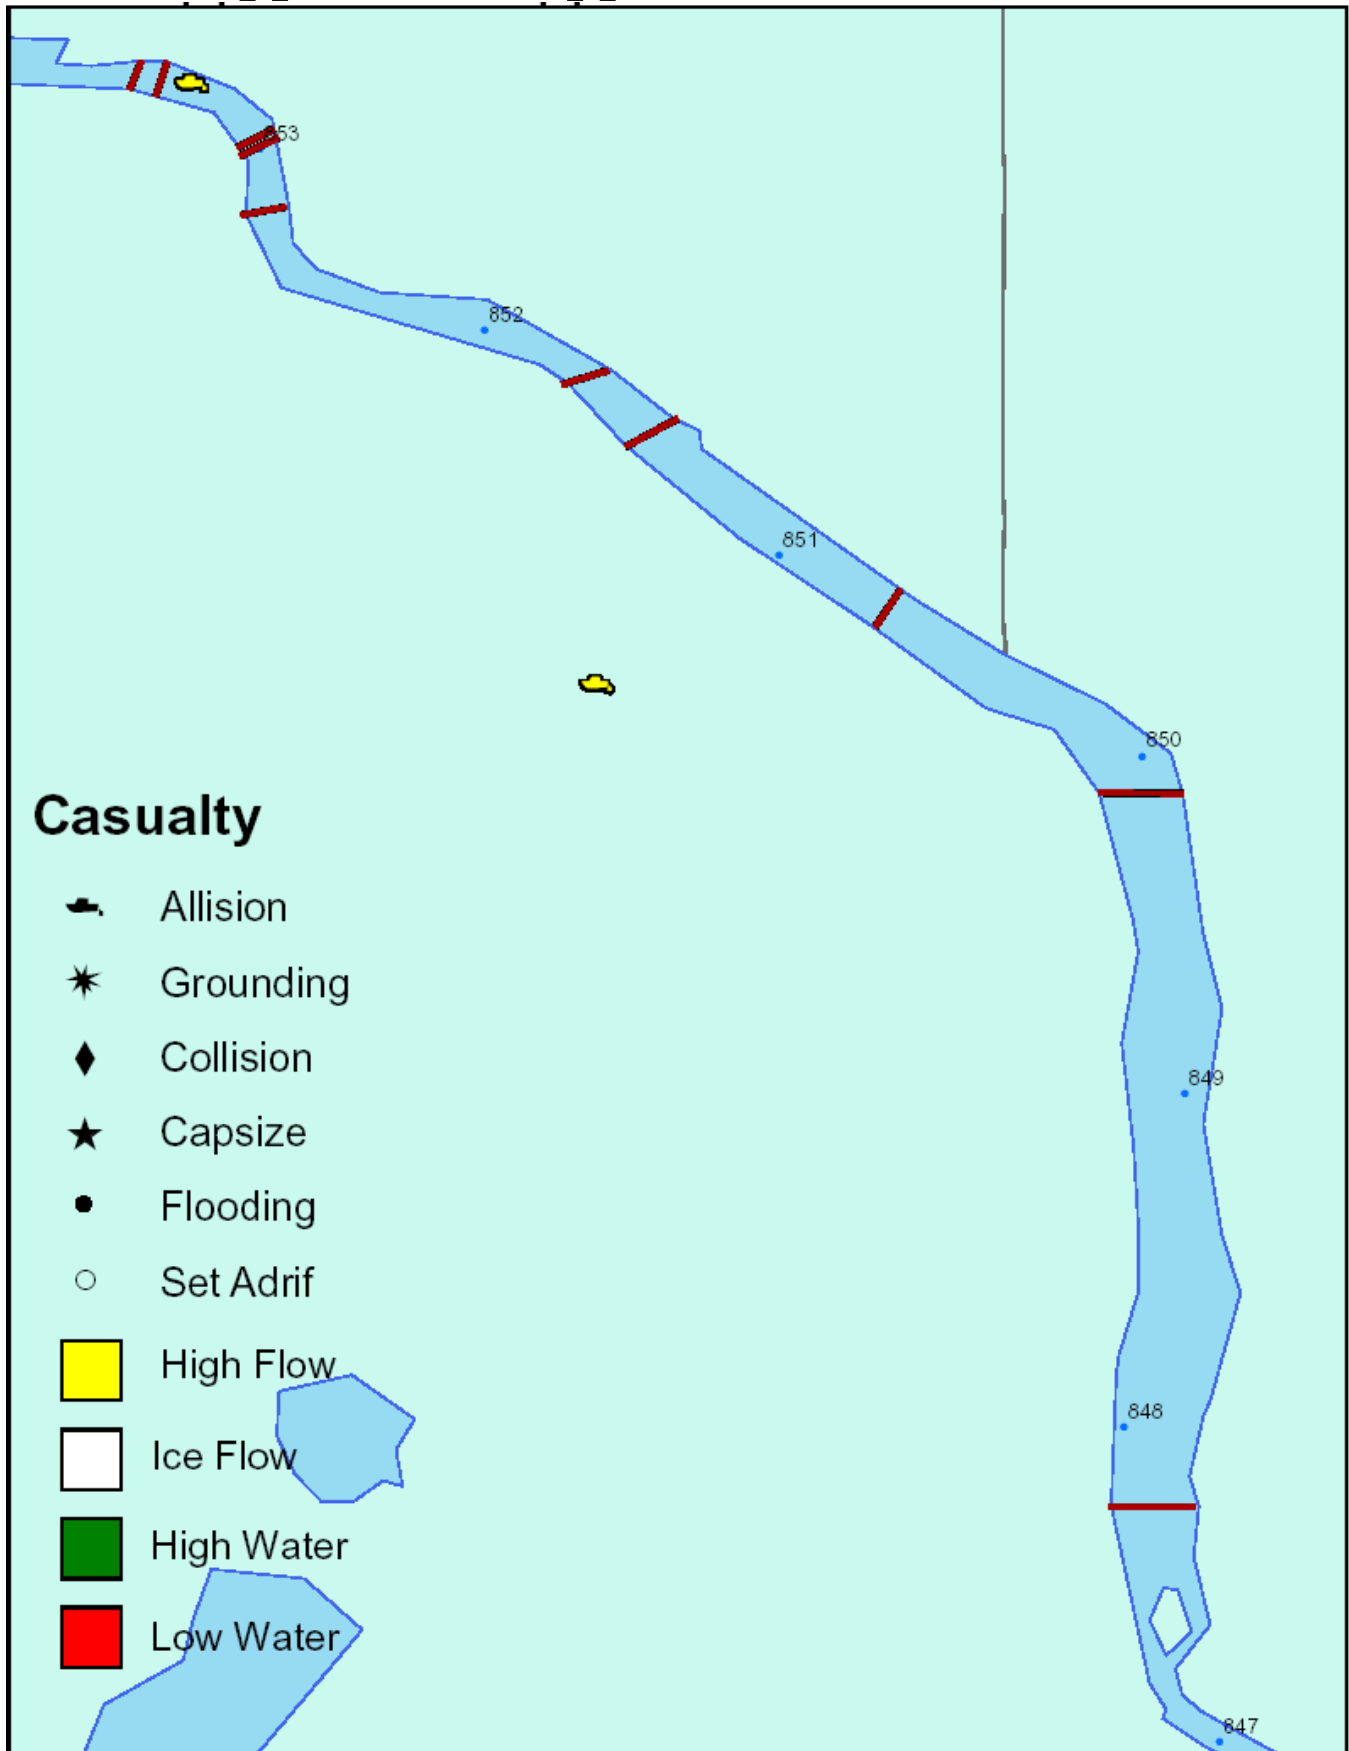 853
852
851
850
Casualty
Allision
Grounding
Collision
849
Capsize
Flooding
Set Adrif
High Flow
848
Ice Flow
High Water
Low Water
847